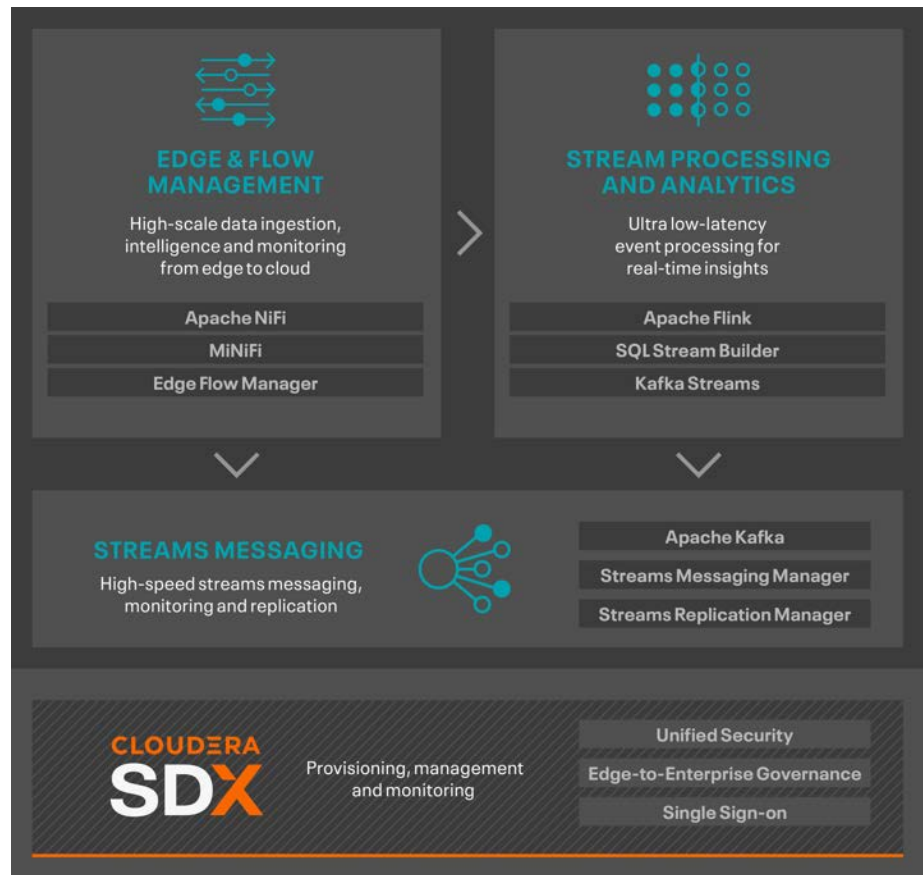 EDGE & FLOW
MANAGEMENT
High-scale data ingestion,
intelligence and monitoring
from edge to cloud
Apache NiFi
MiNiFi
Edge Flow Manager
STREAM PROCESSING
AND ANALYTICS
Ultra low-latency
event processing for
real-time insights
Apache Flink
SQL Stream Builder
Kafka Streams
STREAMS MESSAGING
High-speed streams messaging,
monitoring and replication
Apache Kafka
Streams Messaging Manager
Streams Replication Manager
CLOUDERA
SDX
Provisioning, management
and monitoring
Unified Security
Edge-to-Enterprise Governance
Single Sign-on